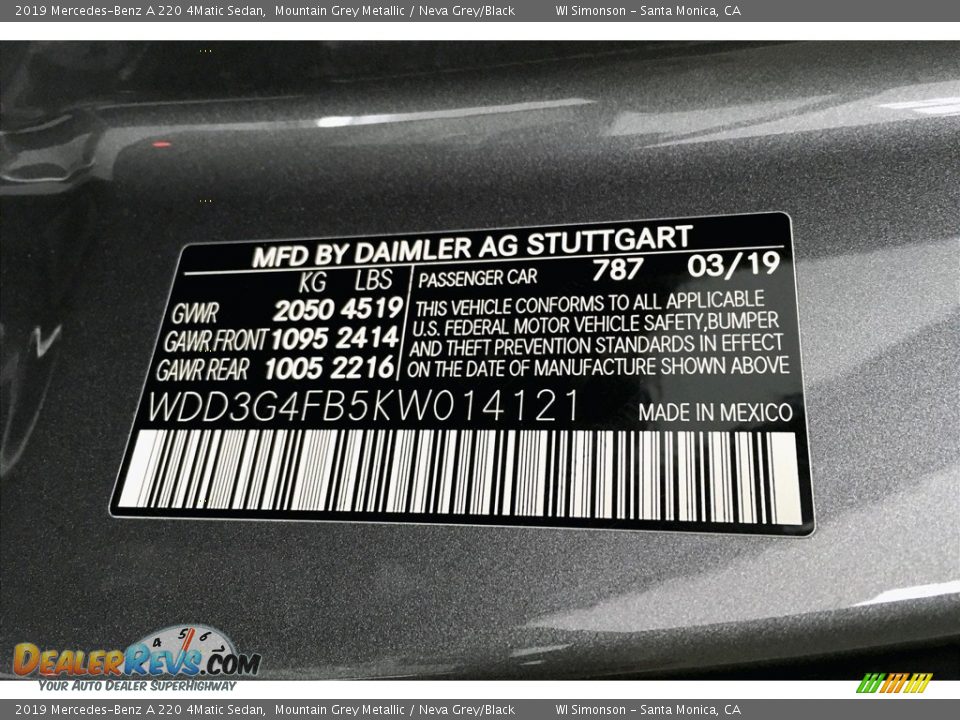 2019 Mercedes-Benz A 220 4Matic Sedan,  Mountain Grey Metallic / Neva Grey/Black    WI Simonson - Santa Monica, CA
MFD BY DAIMLER AG STUTTGART
KG LBS PASSENGER CAR 787 03/19
GVWR 2050 4519 THIS VEHICLE CONFORMS TO ALL APPLICABLE
GAWR FRONT 1095 2414 U.S. FEDERAL MOTOR VEHICLE SAFETY, BUMPER
AND THEFT PREVENTION STANDARDS IN EFFECT
GAWR REAR 1005 2216 ON THE DATE OF MANUFACTURE SHOWN ABOVE
WDD3G4FB5KW014121 MADE IN MEXICO
4 5 6
DEALERREVS.COM
YOUR AUTO DEALER SUPERHIGHWAY
2019 Mercedes-Benz A 220 4Matic Sedan,  Mountain Grey Metallic / Neva Grey/Black    WI Simonson - Santa Monica, CA